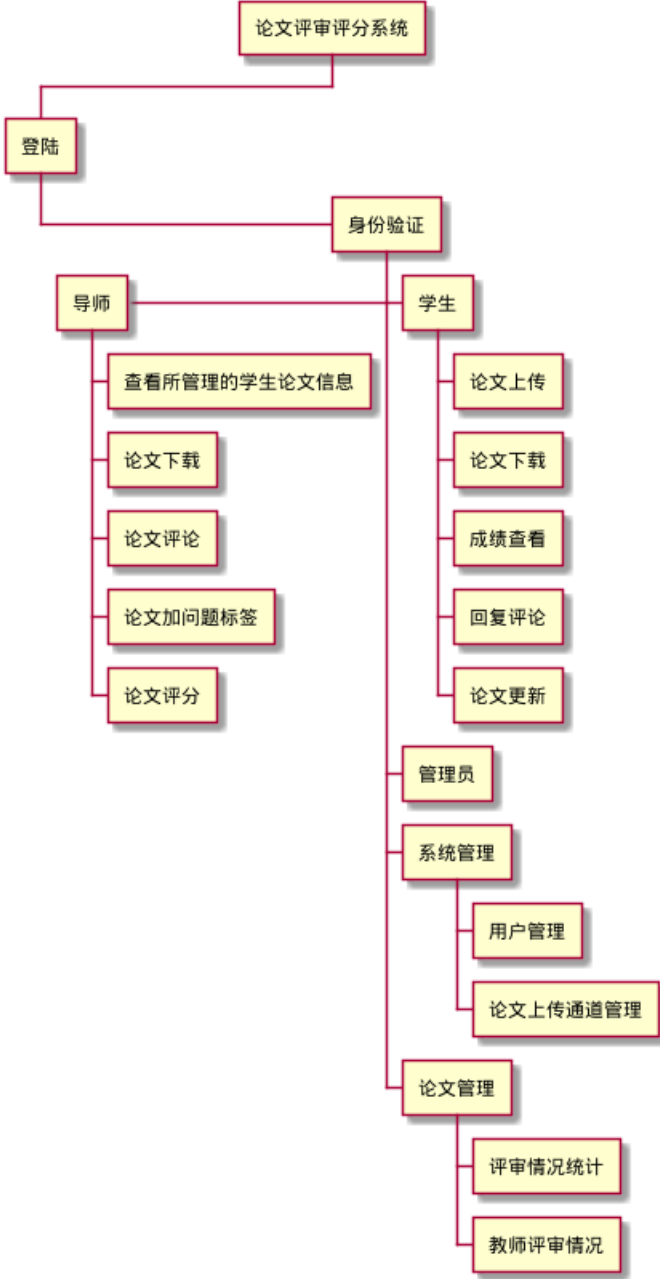 论文评审评分系统
登陆
身份验证
导师
查看所管理的学生论文信息
论文下载
论文评论
论文加问题标签
论文评分
学生
论文上传
论文下载
成绩查看
回复评论
论文更新
管理员
系统管理
用户管理
论文上传通道管理
论文管理
评审情况统计
教师评审情况